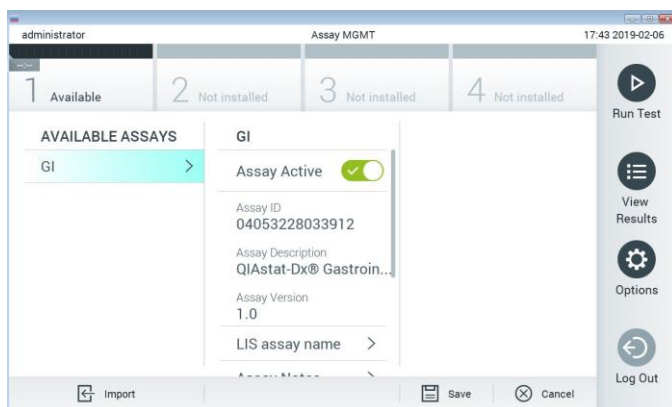 administrator Assay MGMT 17:43 2019-02-06
--:--
1 Available 2 Not installed 3 Not installed 4 Not installed
Run Test
AVAILABLE ASSAYS
GI
GI
Assay Active
Assay ID
04053228033912
Assay Description
QIAstat-Dx® Gastroin...
Assay Version
1.0
LIS assay name
Assay Notes
View
Results
Options
Log Out
Import Save Cancel